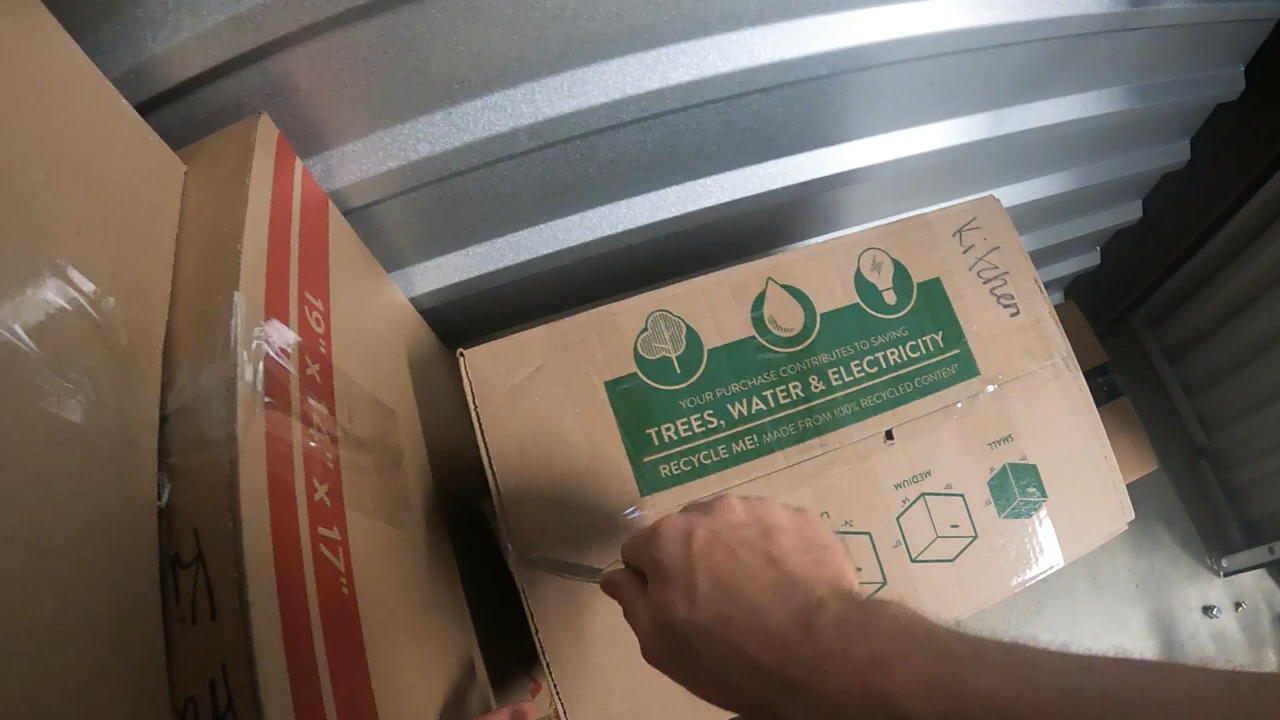 Kitchen
YOUR PURCHASE CONTRIBUTES TO SAVING
TREES, WATER & ELECTRICITY
RECYCLE ME! MADE FROM 100% RECYCLED CONTENT
SMALL
MEDIUM
19" x
x 17"
Ki